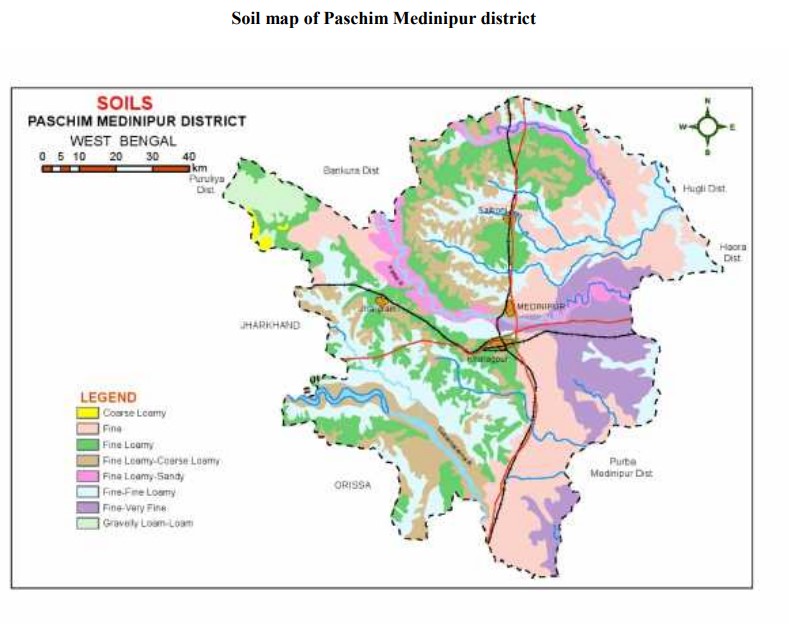 Soil map of Paschim Medinipur district
SOILS
PASCHIM MEDINIPUR DISTRICT
WEST BENGAL
0 5 10 20 30 40
km
N
W E
S
Puruliya
Dist
Bankura Dist
Hugli Dist
Haora
Dist
Salboni
MEDNIPUR
Jhargram
Kharagpur
JHARKHAND
ORISSA
Purba
Medinipur Dist
LEGEND
Coarse Loamy
Fine
Fine Loamy
Fine Loamy-Coarse Loamy
Fine Loamy-Sandy
Fine-Fine Loamy
Fine-Very Fine
Gravelly Loam-Loam